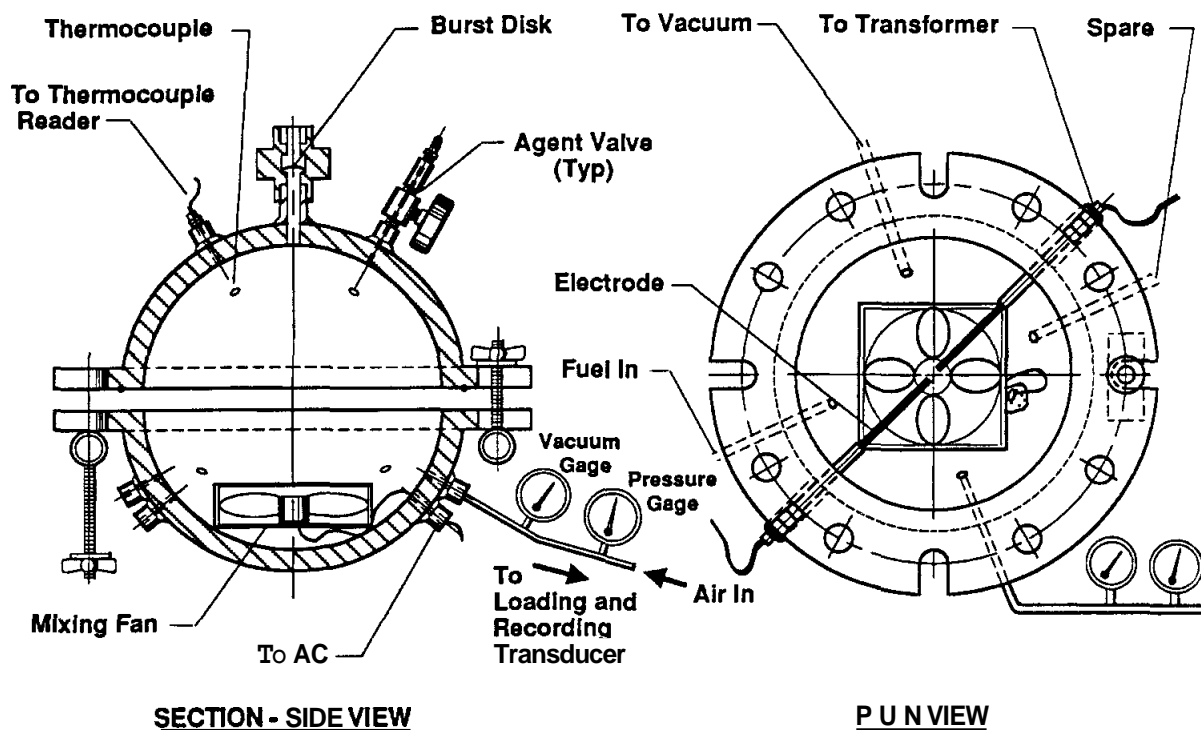 Thermocouple
Burst Disk
To Vacuum
To Transformer
Spare
To Thermocouple
Reader
Agent Valve
(Typ)
Electrode
Fuel In
Vacuum
Gage
Pressure
Gage
Air In
To
Loading and
Recording
Transducer
Mixing Fan
To AC
SECTION - SIDE VIEW
P U N VIEW